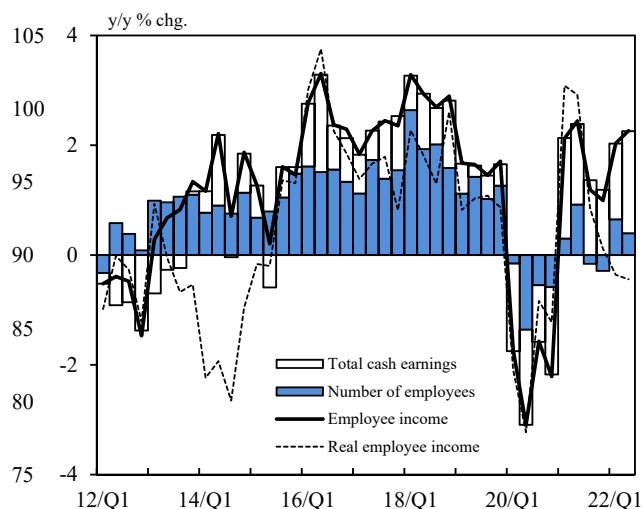 y/y % chg.
105
100
95
90
85
80
75
4
2
0
-2
-4
Total cash earnings
Number of employees
Employee income
Real employee income
12/Q1
14/Q1
16/Q1
18/Q1
20/Q1
22/Q1